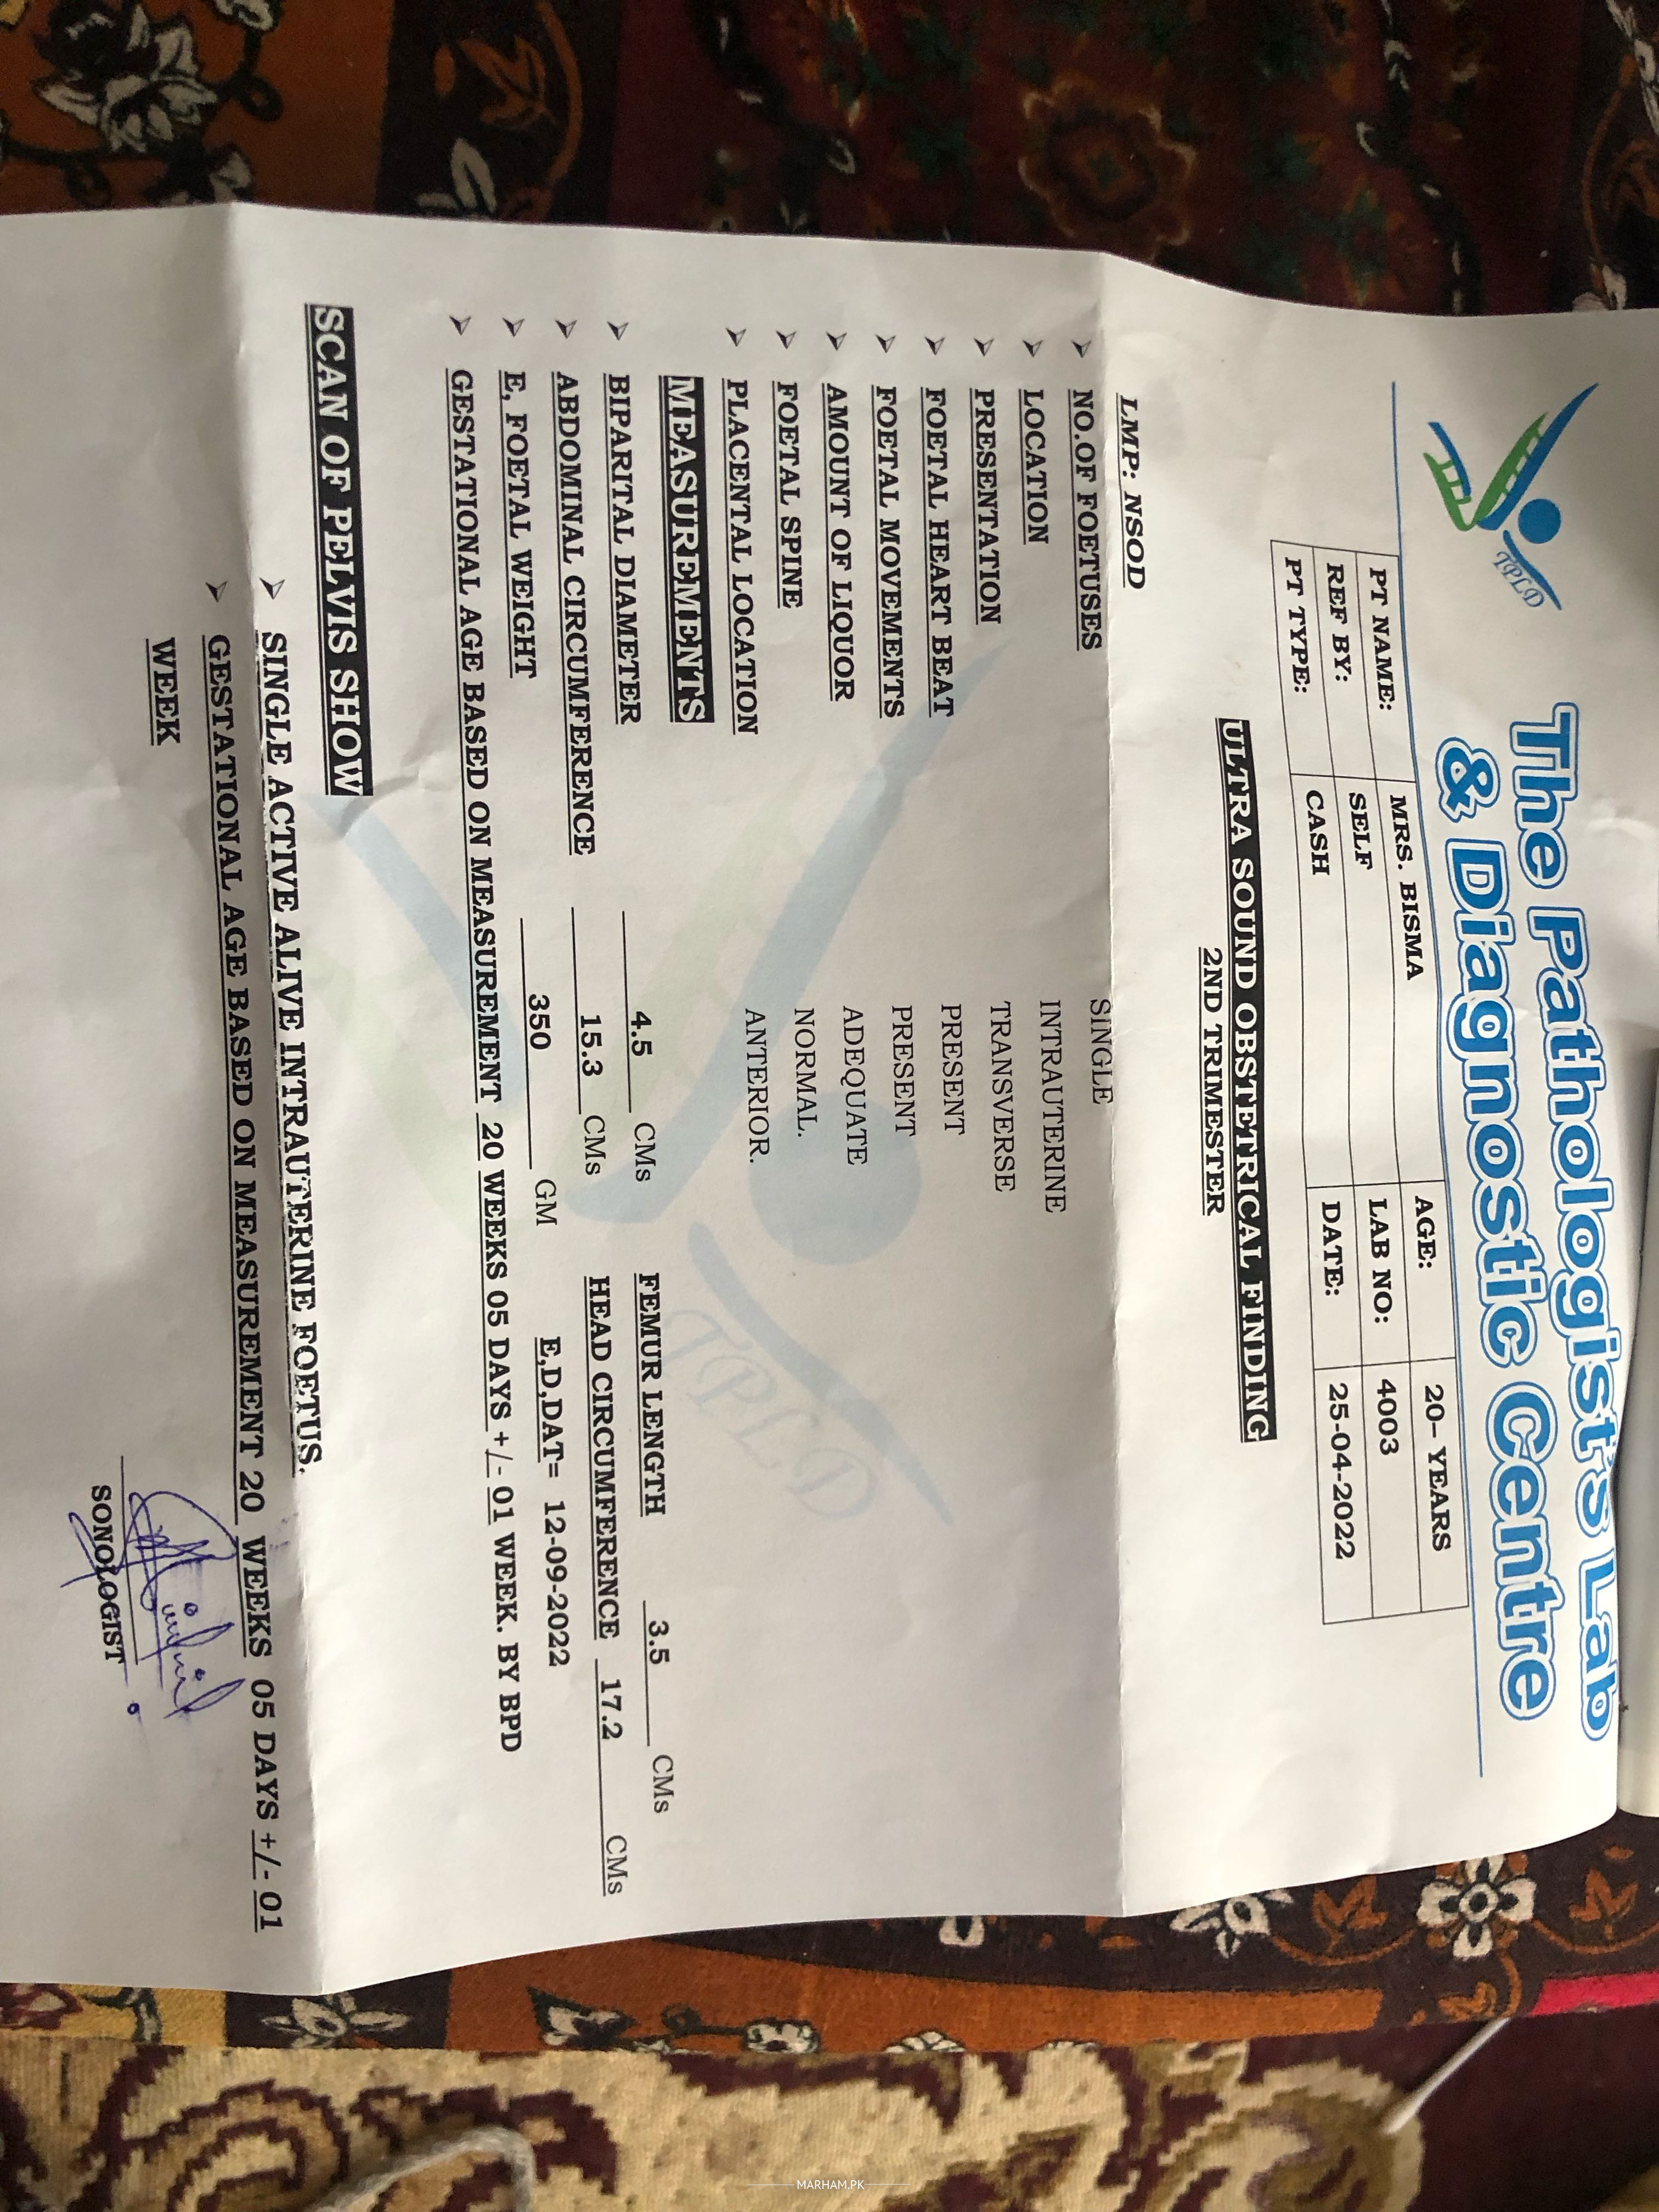 The Pathologist's Lab
& Diagnostic Centre
TPLD
PT NAME: MRS. BISMA AGE: 20- YEARS
REF BY: SELF LAB NO: 4003
PT TYPE: CASH DATE: 25-04-2022
ULTRA SOUND OBSTETRICAL FINDING
2ND TRIMESTER
LMP: NSOD
➢ NO.OF FOETUSES SINGLE
➢ LOCATION INTRAUTERINE
➢ PRESENTATION TRANSVERSE
➢ FOETAL HEART BEAT PRESENT
➢ FOETAL MOVEMENTS PRESENT
➢ AMOUNT OF LIQUOR ADEQUATE
➢ FOETAL SPINE NORMAL.
➢ PLACENTAL LOCATION ANTERIOR.
MEASUREMENTS
➢ BIPARITAL DIAMETER 4.5 CMs FEMUR LENGTH 3.5 CMs
➢ ABDOMINAL CIRCUMFERENCE 15.3 CMs HEAD CIRCUMFERENCE 17.2 CMs
➢ E, FOETAL WEIGHT 350 GM E,D,DAT= 12-09-2022
➢ GESTATIONAL AGE BASED ON MEASUREMENT 20 WEEKS 05 DAYS +/- 01 WEEK. BY BPD
TPLD
SCAN OF PELVIS SHOW
➢ SINGLE ACTIVE ALIVE INTRAUTERINE FOETUS.
➢ GESTATIONAL AGE BASED ON MEASUREMENT 20 WEEKS 05 DAYS +/- 01
WEEK
SONOLOGIST
MARHAM.PK